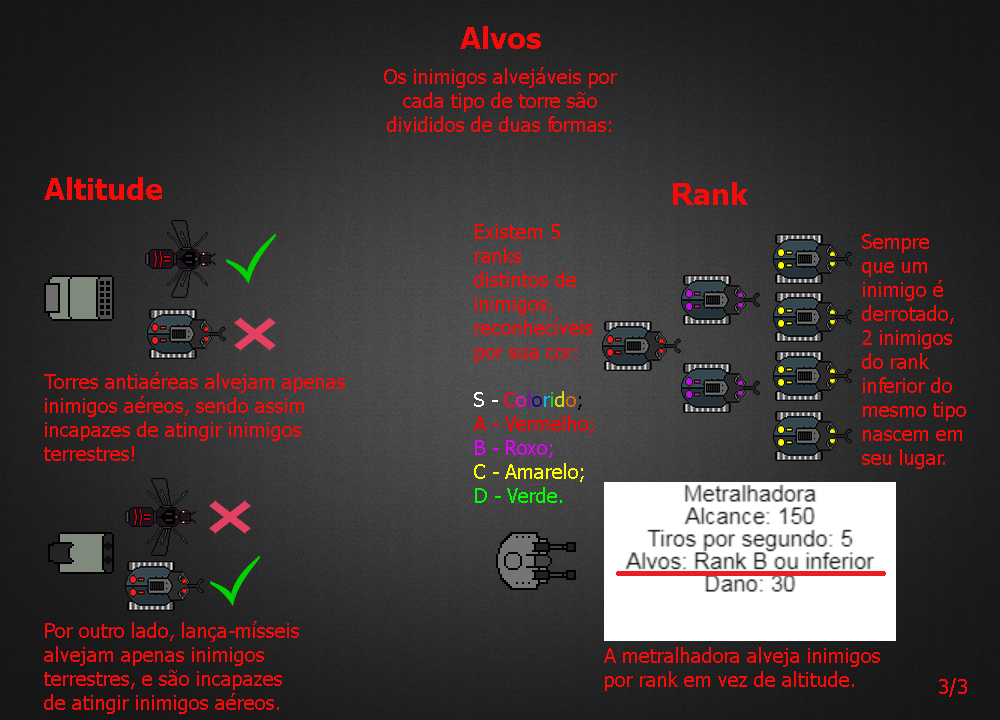 Alvos
Os inimigos alvejáveis por
cada tipo de torre são
divididos de duas formas:
Altitude
Torres antiaéreas alvejam apenas
inimigos aéreos, sendo assim
incapazes de atingir inimigos
terrestres!
Por outro lado, lança-mísseis
alvejam apenas inimigos
terrestres, e são incapazes
de atingir inimigos aéreos.
Rank
Existem 5
ranks
distintos de
inimigos,
reconhecíveis
por sua cor:
S - Colorido;
A - Vermelho;
B - Roxo;
C - Amarelo;
D - Verde.
Sempre
que um
inimigo é
derrotado,
2 inimigos
do rank
inferior do
mesmo tipo
nascem em
seu lugar.
Metralhadora
Alcance: 150
Tiros por segundo: 5
Alvos: Rank B ou inferior
Dano: 30
A metralhadora alveja inimigos
por rank em vez de altitude.
3/3